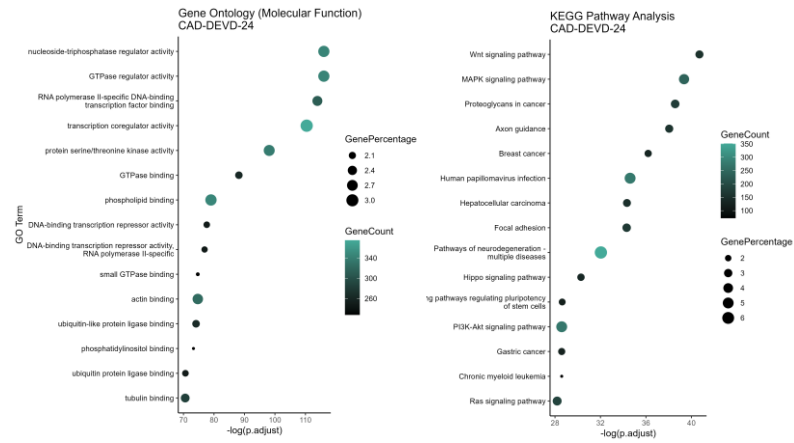 Gene Ontology (Molecular Function)
CAD-DEVD-24
GO Term
nucleoside-triphosphatase regulator activity
GTPase regulator activity
RNA polymerase II-specific DNA-binding
transcription factor binding
transcription coregulator activity
protein serine/threonine kinase activity
GTPase binding
phospholipid binding
DNA-binding transcription repressor activity
DNA-binding transcription repressor activity,
RNA polymerase II-specific
small GTPase binding
actin binding
ubiquitin-like protein ligase binding
phosphatidylinositol binding
ubiquitin protein ligase binding
tubulin binding
70 80 90 100 110
-log(p.adjust)
GenePercentage
2.1
2.4
2.7
3.0
GeneCount
340
300
260
KEGG Pathway Analysis
CAD-DEVD-24
Wnt signaling pathway
MAPK signaling pathway
Proteoglycans in cancer
Axon guidance
Breast cancer
Human papillomavirus infection
Hepatocellular carcinoma
Focal adhesion
Pathways of neurodegeneration -
multiple diseases
Hippo signaling pathway
ng pathways regulating pluripotency
of stem cells
PI3K-Akt signaling pathway
Gastric cancer
Chronic myeloid leukemia
Ras signaling pathway
28 32 36 40
-log(p.adjust)
GeneCount
350
300
250
200
150
100
GenePercentage
2
3
4
5
6